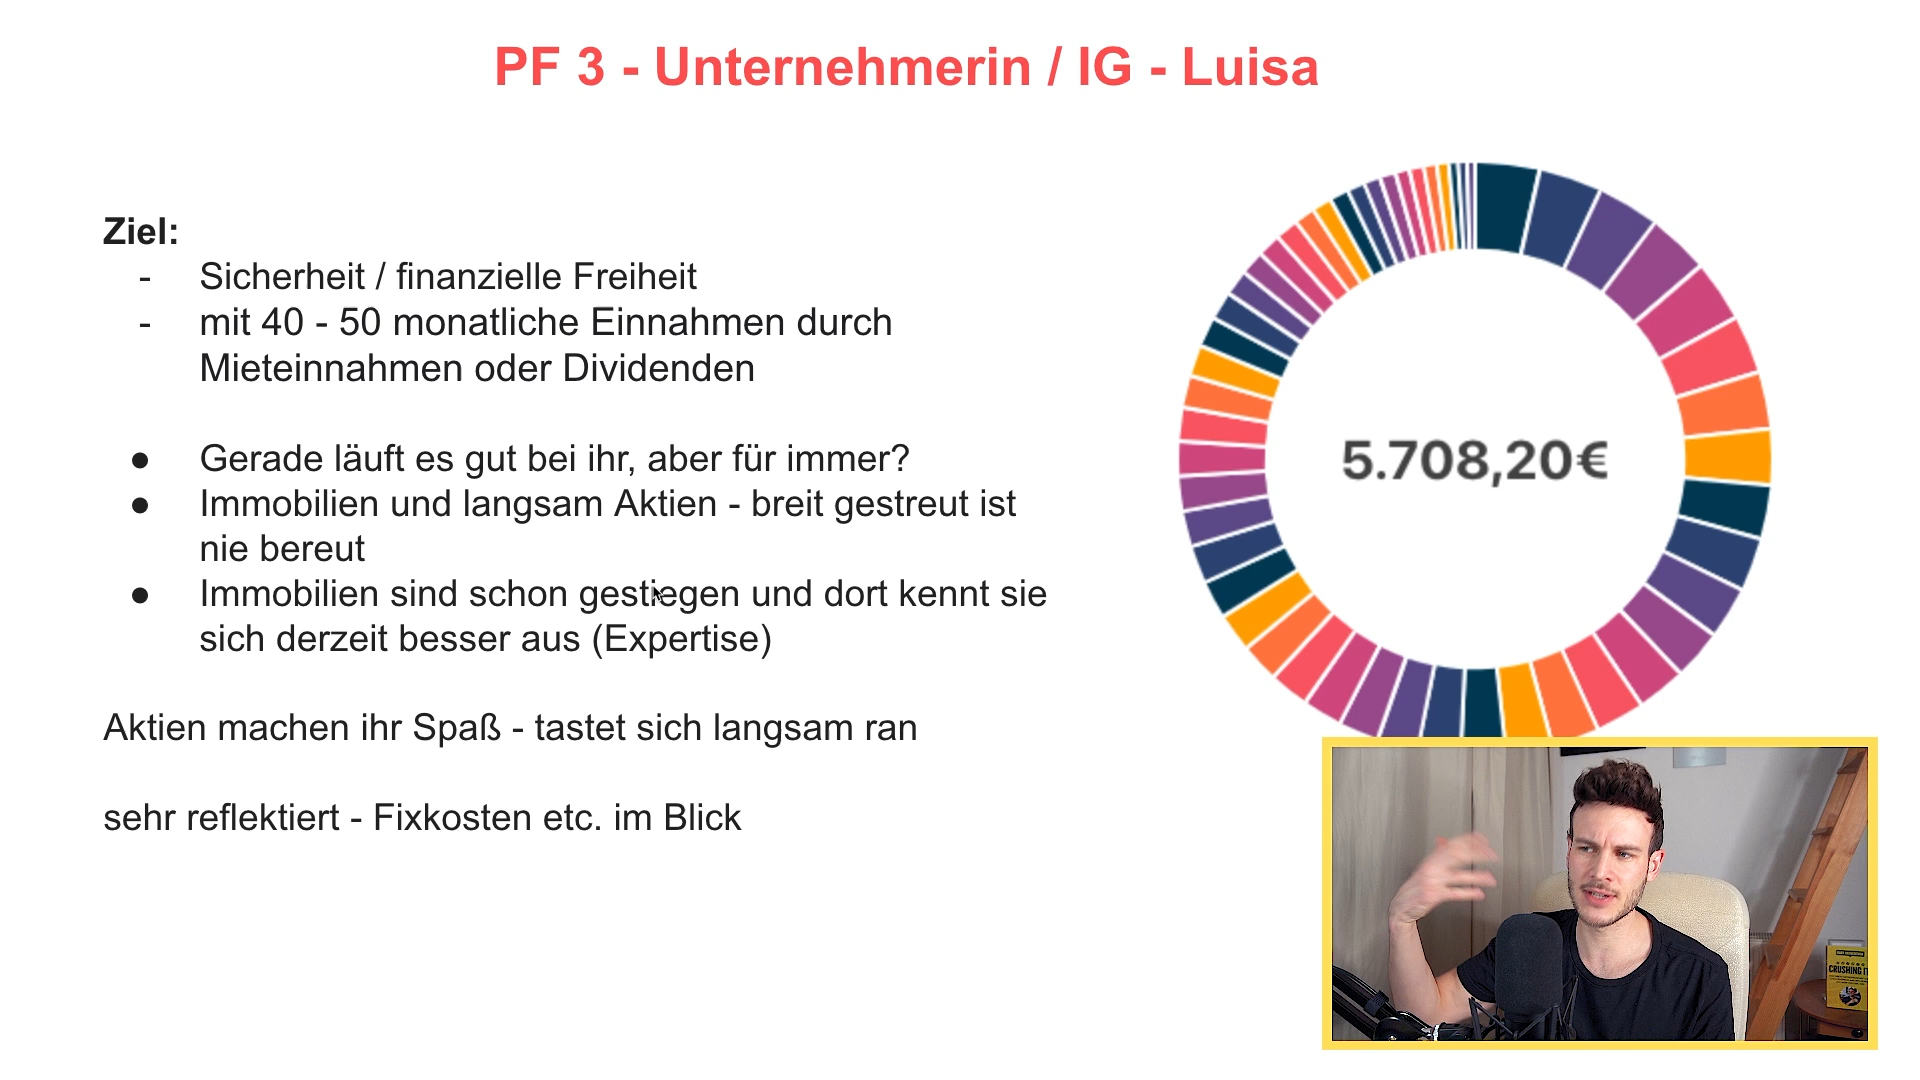 PF 3 - Unternehmerin / IG - Luisa
Ziel:
- Sicherheit / finanzielle Freiheit
- mit 40 - 50 monatliche Einnahmen durch
Mieteinnahmen oder Dividenden
● Gerade läuft es gut bei ihr, aber für immer?
● Immobilien und langsam Aktien - breit gestreut ist
nie bereut
● Immobilien sind schon gestiegen und dort kennt sie
sich derzeit besser aus (Expertise)
Aktien machen ihr Spaß - tastet sich langsam ran
sehr reflektiert - Fixkosten etc. im Blick
5.708,20€
CRUSHING